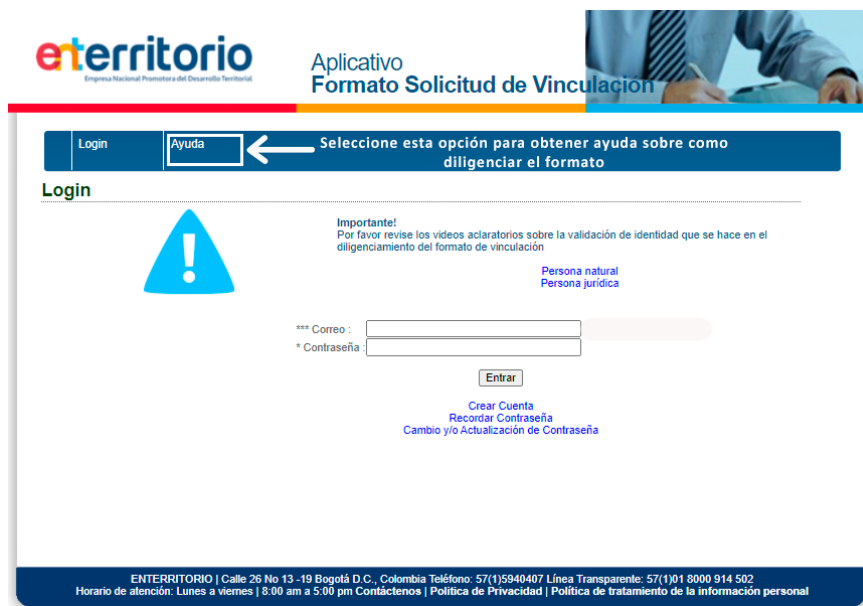 enterritorio
Empresa Nacional Promotora del Desarrollo Territorial
Aplicativo
Formato Solicitud de Vinculación
Login
Ayuda
Seleccione esta opción para obtener ayuda sobre como
diligenciar el formato
Login
Importante!
Por favor revise los videos aclaratorios sobre la validación de identidad que se hace en el
diligenciamiento del formato de vinculación
Persona natural
Persona jurídica
*** Correo :
* Contraseña :
Entrar
Crear Cuenta
Recordar Contraseña
Cambio y/o Actualización de Contraseña
ENTERRITORIO | Calle 26 No 13 -19 Bogotá D.C., Colombia Teléfono: 57(1)5940407 Línea Transparente: 57(1)01 8000 914 502
Horario de atención: Lunes a viernes | 8:00 am a 5:00 pm Contáctenos | Politica de Privacidad | Política de tratamiento de la información personal